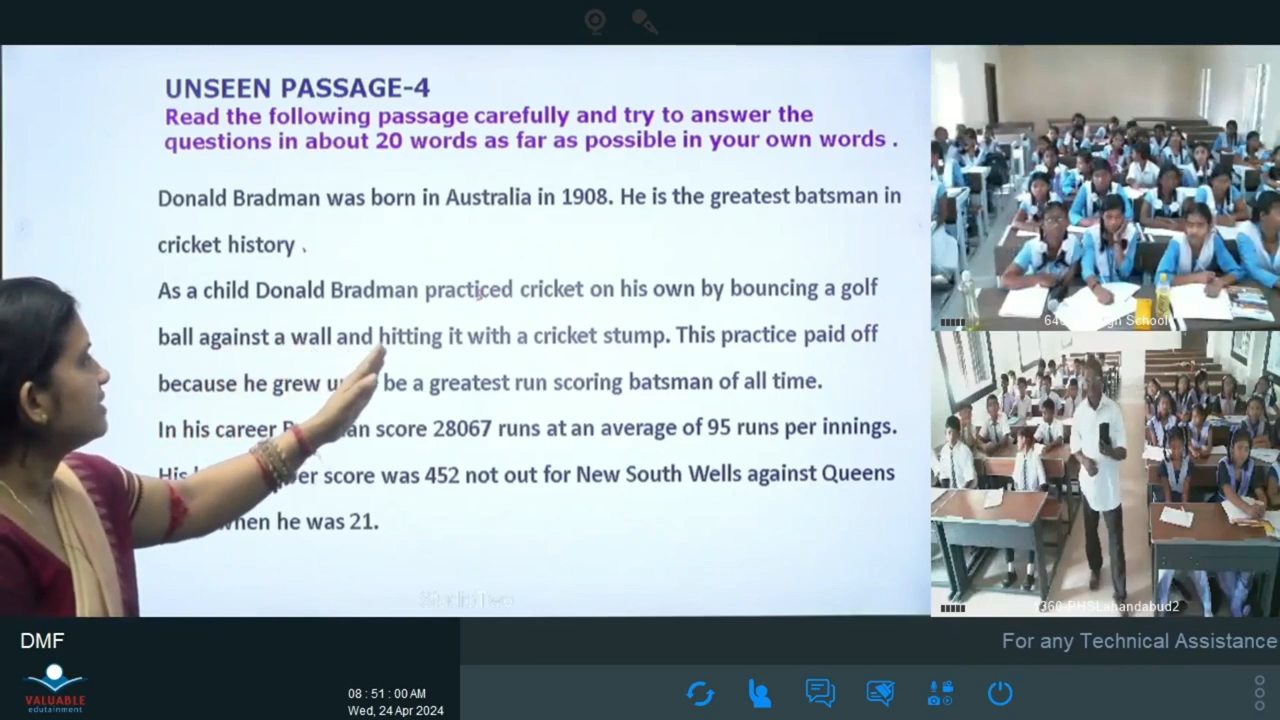 UNSEEN PASSAGE-4
Read the following passage carefully and try to answer the
questions in about 20 words as far as possible in your own words .
Donald Bradman was born in Australia in 1908. He is the greatest batsman in
cricket history .
As a child Donald Bradman practiced cricket on his own by bouncing a golf
ball against a wall and hitting it with a cricket stump. This practice paid off
because he grew be a greatest run scoring batsman of all time.
In his career score 28067 runs at an average of 95 runs per innings.
His score was 452 not out for New South Wells against Queens
when he was 21.
School
DMF
VALUABLE
edutainment
08 : 51 : 00 AM
Wed, 24 Apr 2024
For any Technical Assistance